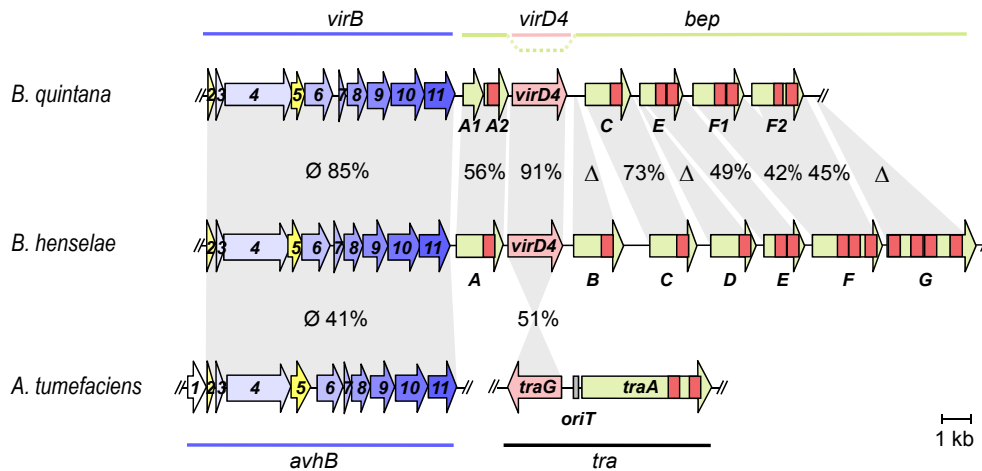 virB virD4 bep
B. quintana // 2 3 4 5 6 7 8 9 10 11 virD4 //
A1 A2 C E F1 F2
Ø 85% 56% 91% Δ 73% Δ 49% 42% 45% Δ
B. henselae // 2 3 4 5 6 7 8 9 10 11 virD4 //
A B C D E F G
Ø 41% 51%
A. tumefaciens // 1 2 3 4 5 6 7 8 9 10 11 // // traG traA //
oriT
1 kb
avhB tra